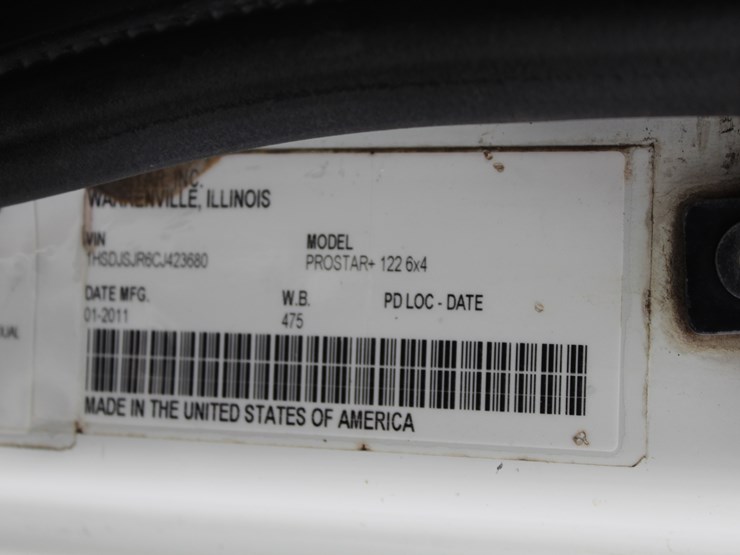 INC.
WARRENVILLE, ILLINOIS
VIN MODEL
1HSDJSJR6CJ423680 PROSTAR+ 122 6x4
DATE MFG. W.B. PD LOC - DATE
01-2011 475
MADE IN THE UNITED STATES OF AMERICA